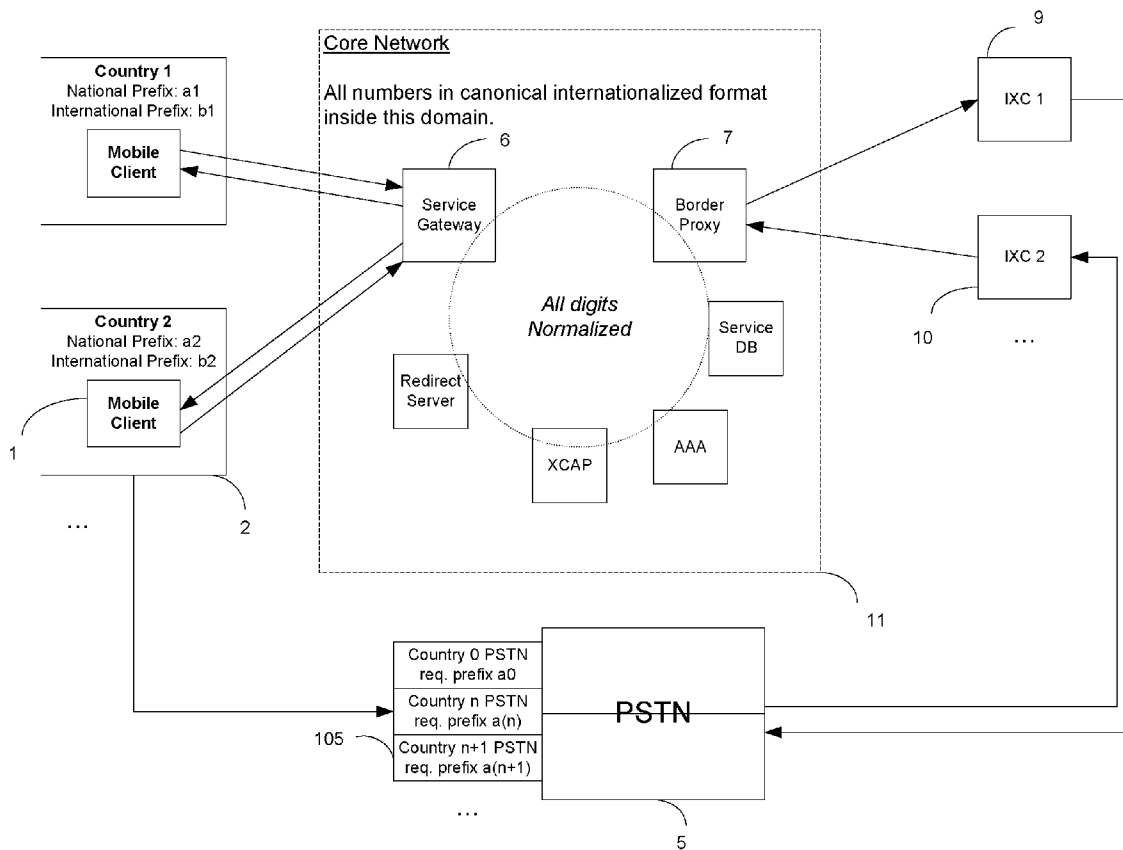 Country 1
National Prefix: a1
International Prefix: b1
Mobile
Client
Country 2
National Prefix: a2
International Prefix: b2
Mobile
Client
1
2
...
Core Network
All numbers in canonical internationalized format
inside this domain.
6
Service
Gateway
7
Border
Proxy
All digits
Normalized
Service
DB
Redirect
Server
XCAP
AAA
11
9
IXC 1
IXC 2
10
...
Country 0 PSTN
req. prefix a0
Country n PSTN
req. prefix a(n)
105
Country n+1 PSTN
req. prefix a(n+1)
...
PSTN
5